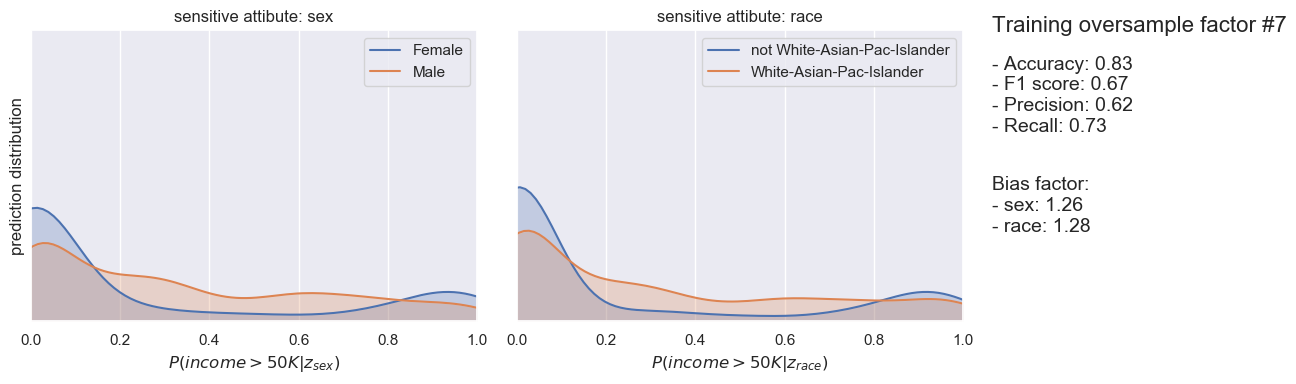 sensitive attibute: sex
sensitive attibute: race
Training oversample factor #7
Female
Male
not White-Asian-Pac-Islander
White-Asian-Pac-Islander
- Accuracy: 0.83
- F1 score: 0.67
- Precision: 0.62
- Recall: 0.73
Bias factor:
- sex: 1.26
- race: 1.28
prediction distribution
0.0 0.2 0.4 0.6 0.8 1.0
0.0 0.2 0.4 0.6 0.8 1.0
P(income > 50K|z_sex)
P(income > 50K|z_race)